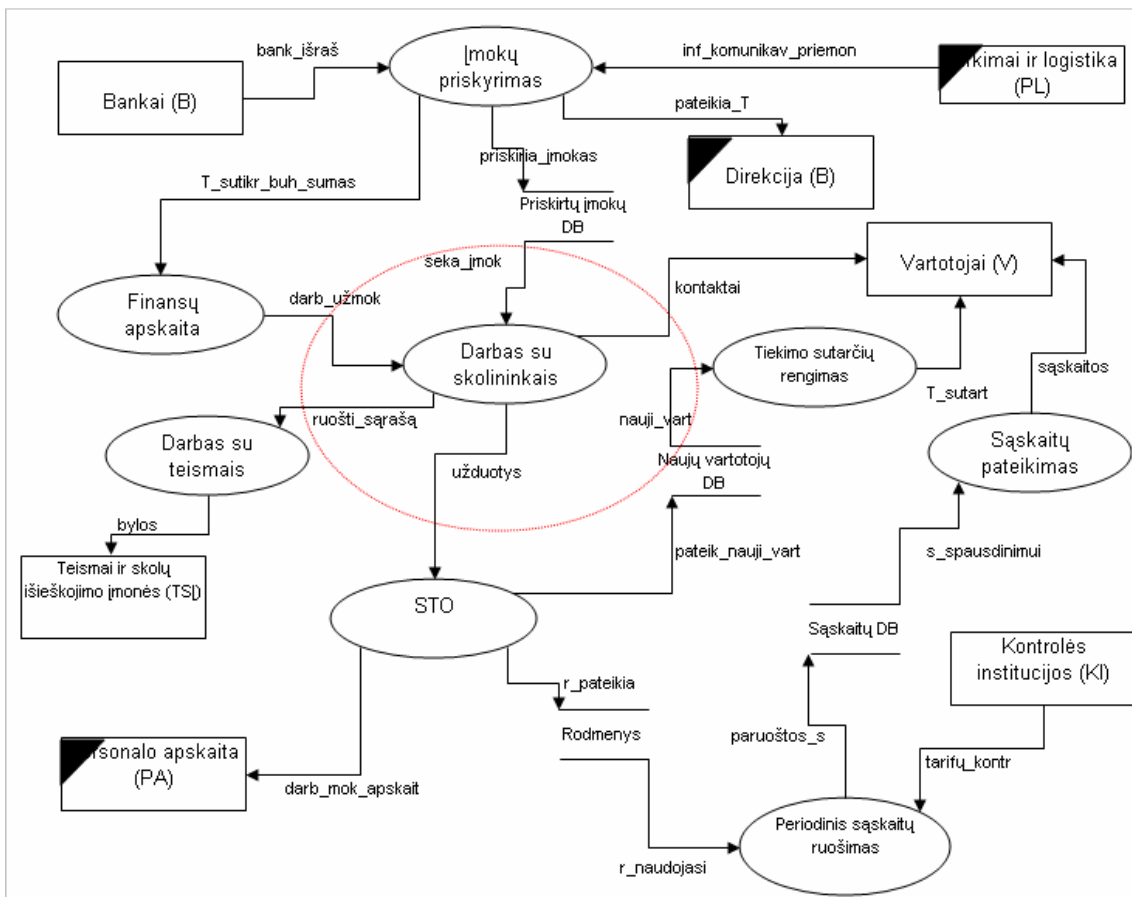 bank_išraš
Įmokų
priskyrimas
inf_komunikav_priemon
Bankai (B)
ir logistika
(PL)
pateikia_T
priskiria_įmokas
Direkcija (B)
T_sutikr_buh_sumas
Priskirtų įmokų
DB
seka_įmok
Vartotojai (V)
kontaktai
Finansų
apskaita
darb_užmok
Darbas su
skolininkais
Tiekimo sutarčių
rengimas
sąskaitos
T_sutart
ruošti_sąrašą
nauji_vart
Darbas su
teismais
Naujų vartotojų
DB
Sąskaitų
pateikimas
užduotys
bylos
pateik_nauji_vart
s_spausdinimui
Teismai ir skolų
išieškojimo įmonės (TSĮ)
STO
Sąskaitų DB
Kontrolės
institucijos (KI)
r_pateikia
Rodmenys
paruoštos_s
apskaita
(PA)
tarifų_kontr
darb_mok_apskait
Periodinis sąskaitų
ruošimas
r_naudojasi